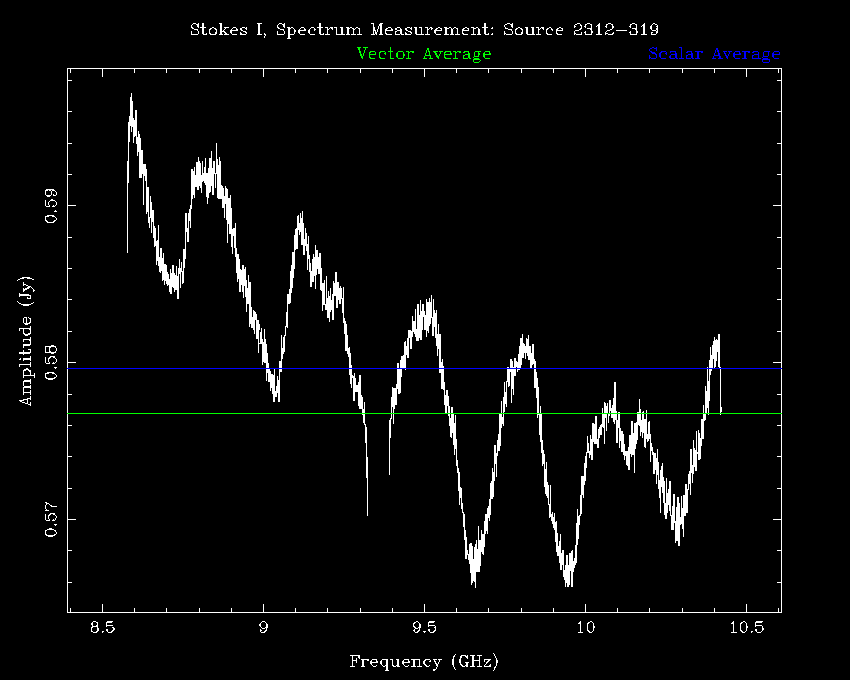 Stokes I, Spectrum Measurement: Source 2312−319
Vector Average Scalar Average
0.59
0.58
0.57
Amplitude (Jy)
8.5 9 9.5 10 10.5
Frequency (GHz)